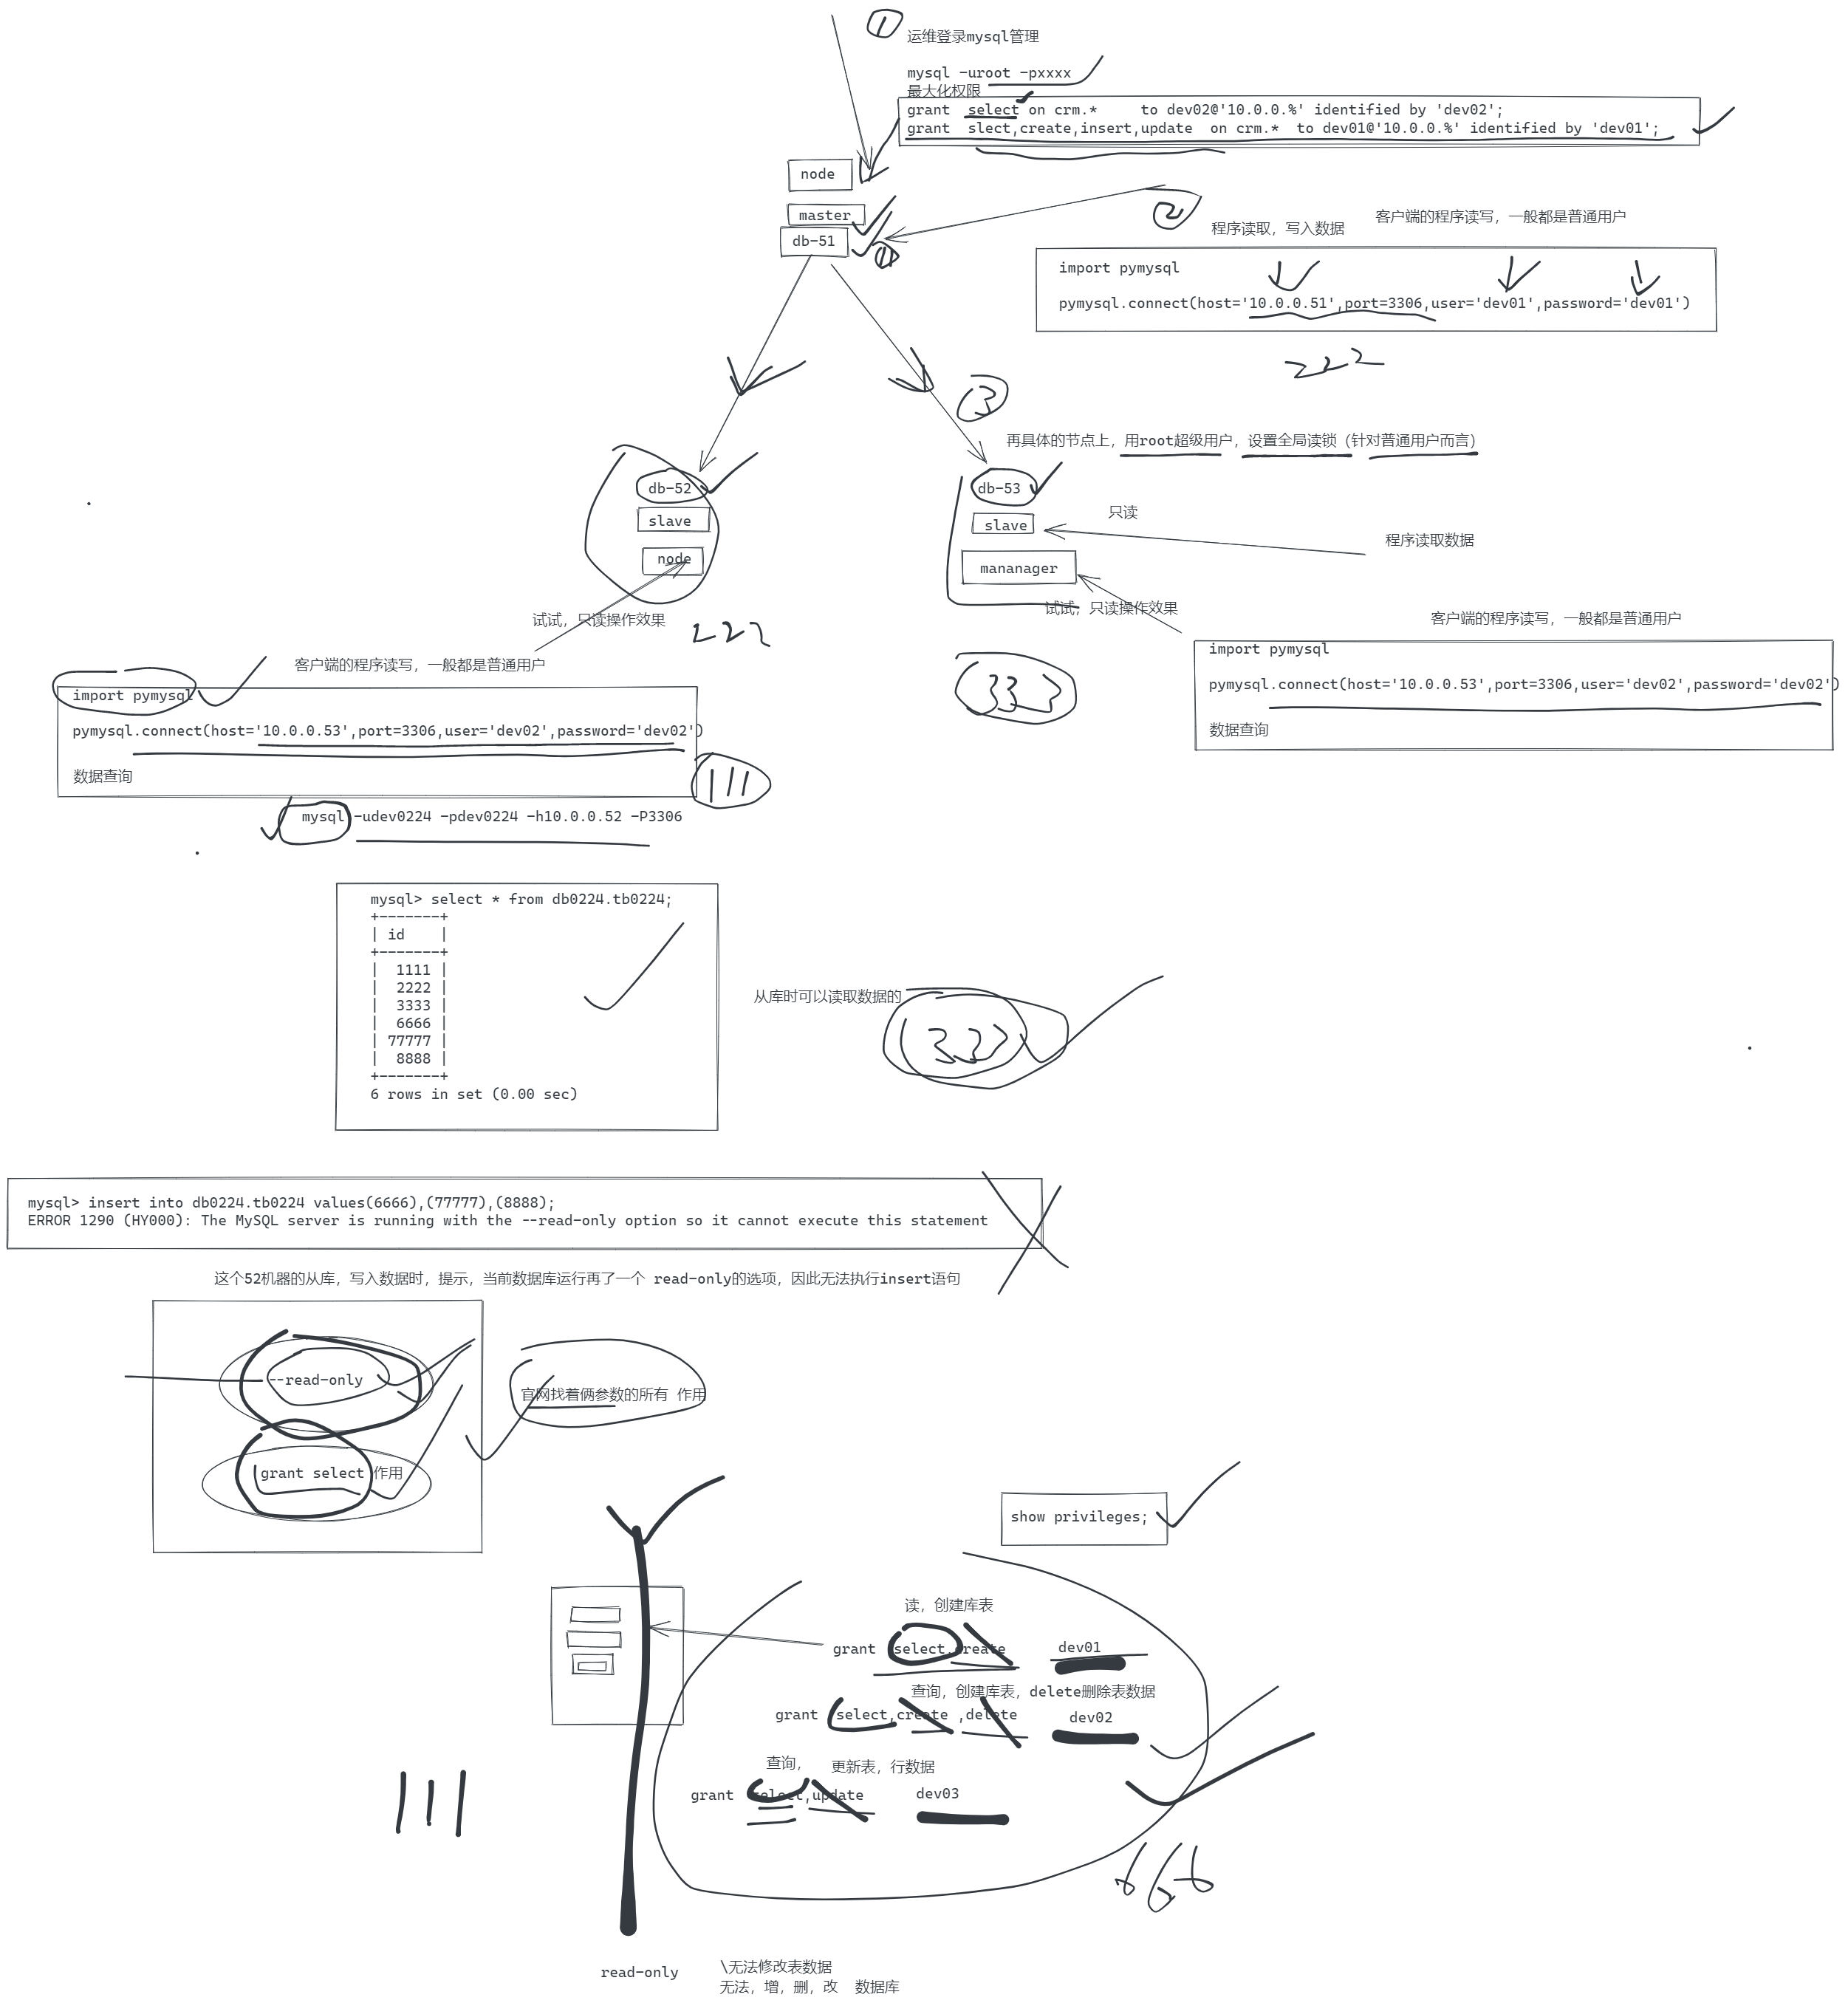 1
运维登录mysql管理
mysql -uroot -pxxxx
最大化权限
grant  select on crm.*     to dev02@'10.0.0.%' identified by 'dev02';
grant  slect,create,insert,update  on crm.*  to dev01@'10.0.0.%' identified by 'dev01';
node
master
db-51
2
程序读取，写入数据
客户端的程序读写，一般都是普通用户
import pymysql
pymysql.connect(host='10.0.0.51',port=3306,user='dev01',password='dev01')
222
3
再具体的节点上，用root超级用户，设置全局读锁（针对普通用户而言）
db-52
slave
node
db-53
slave
mananager
只读
程序读取数据
试试，只读操作效果
222
试试，只读操作效果
客户端的程序读写，一般都是普通用户
import pymysql
pymysql.connect(host='10.0.0.53',port=3306,user='dev02',password='dev02')
数据查询
333
客户端的程序读写，一般都是普通用户
import pymysql
pymysql.connect(host='10.0.0.53',port=3306,user='dev02',password='dev02')
数据查询
111
mysql -udev0224 -pdev0224 -h10.0.0.52 -P3306
mysql> select * from db0224.tb0224;
+-------+
| id    |
+-------+
|  1111 |
|  2222 |
|  3333 |
|  6666 |
| 77777 |
|  8888 |
+-------+
6 rows in set (0.00 sec)
从库时可以读取数据的
333
mysql> insert into db0224.tb0224 values(6666),(77777),(8888);
ERROR 1290 (HY000): The MySQL server is running with the --read-only option so it cannot execute this statement
这个52机器的从库，写入数据时，提示，当前数据库运行再了一个 read-only的选项，因此无法执行insert语句
--read-only
官网找着俩参数的所有 作用
grant select 作用
show privileges;
读，创建库表
grant  select,create      dev01
查询，创建库表，delete删除表数据
grant  select,create ,delete      dev02
查询，   更新表，行数据
grant  select,update      dev03
111
666
read-only
\无法修改表数据
无法，增，删，改  数据库